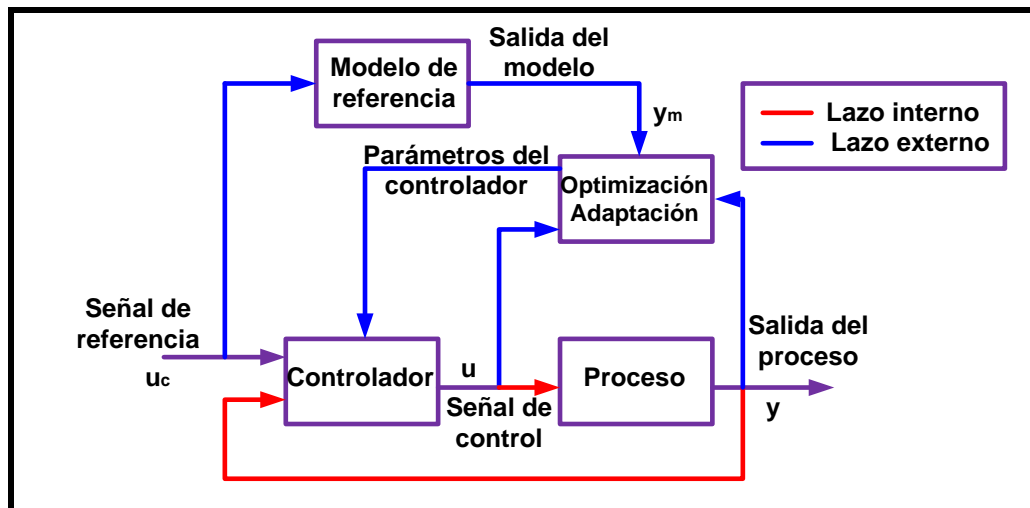 Salida del
modelo
Modelo de
referencia
ym
Lazo interno
Lazo externo
Parámetros del
controlador
Optimización
Adaptación
Señal de
referencia
uc
Controlador
u
Señal de
control
Proceso
Salida del
proceso
y